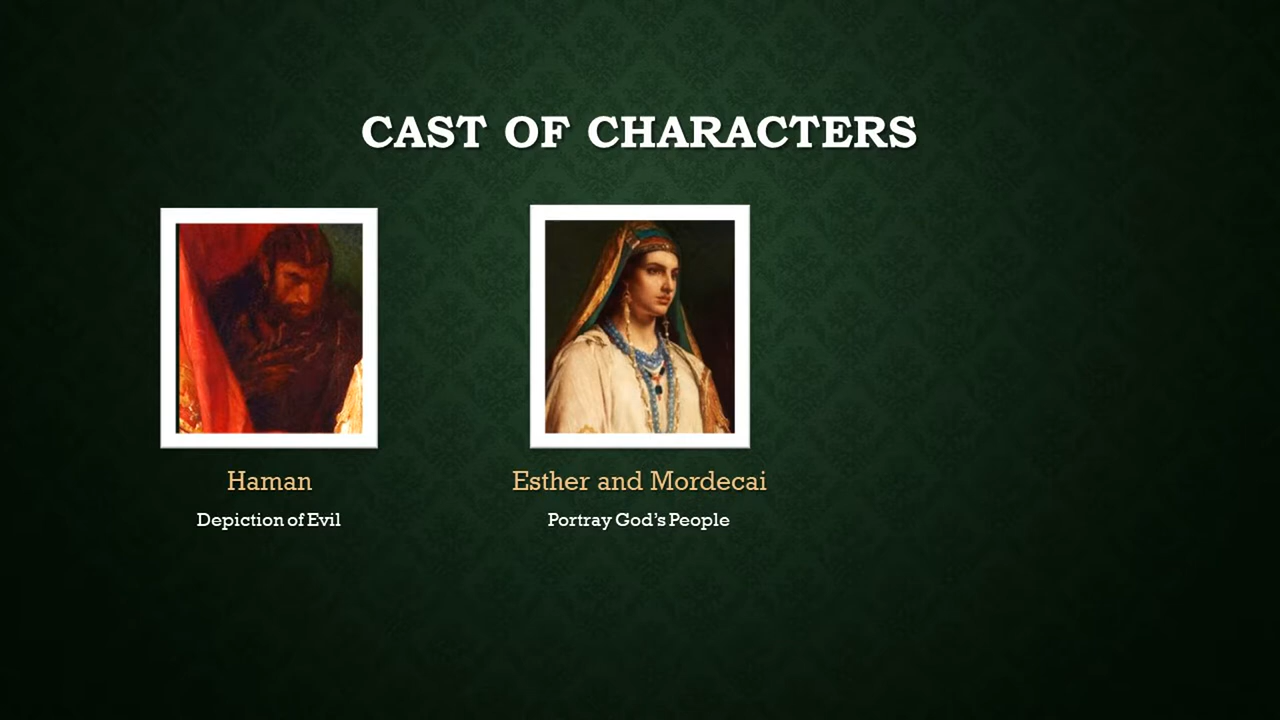 CAST OF CHARACTERS
Haman
Depiction of Evil
Esther and Mordecai
Portray God's People